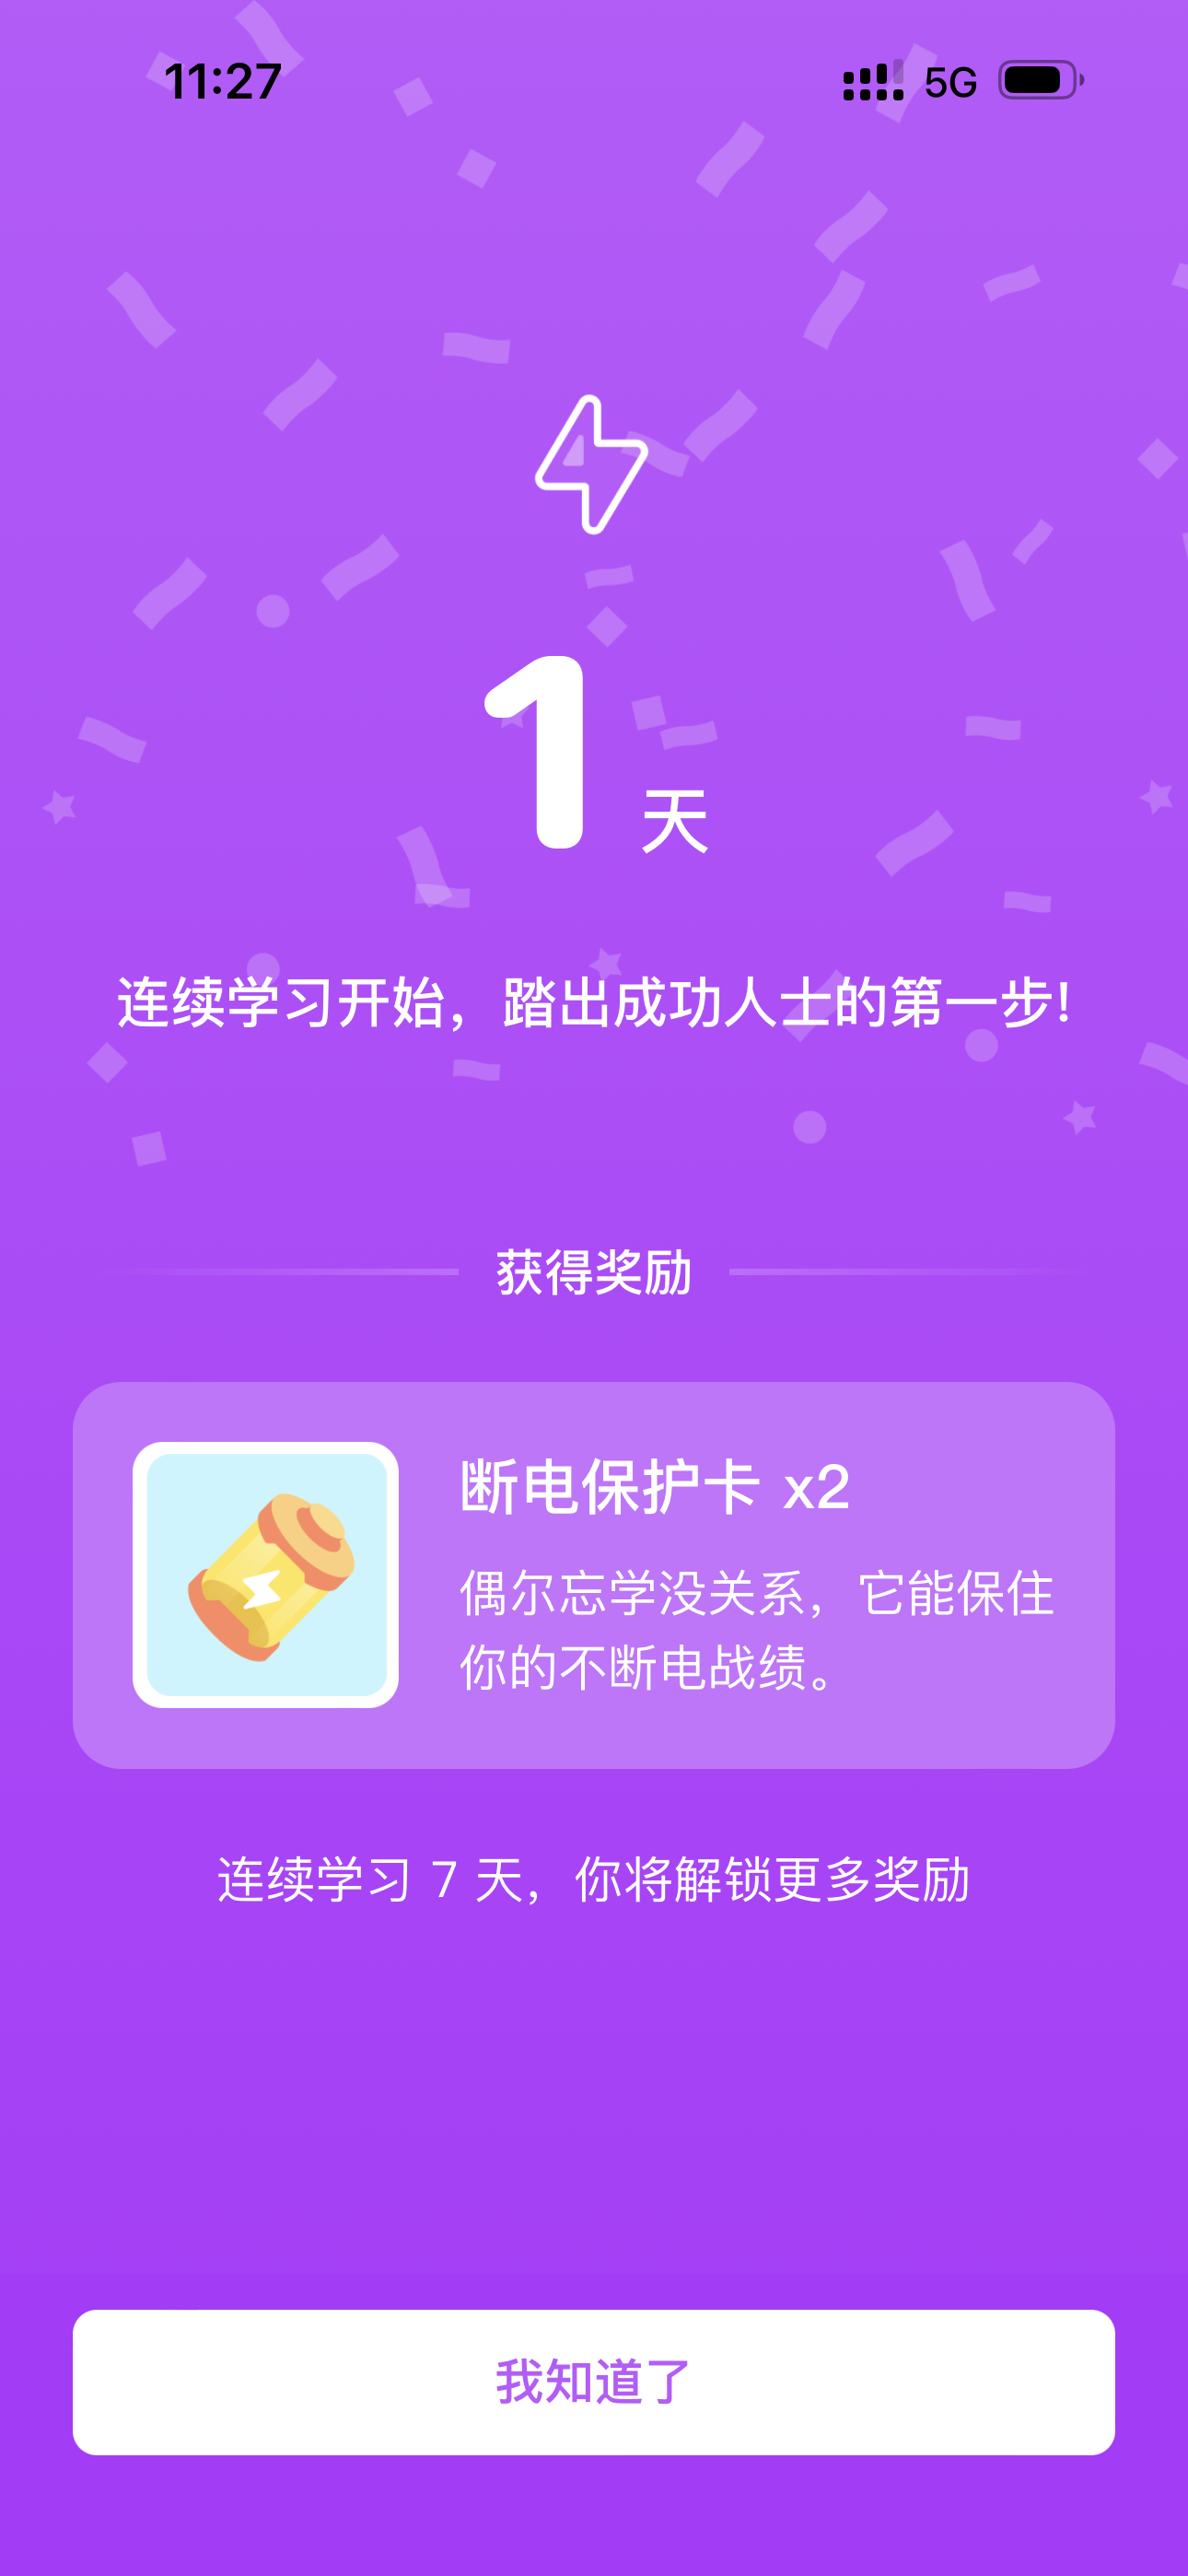 11:27
5G
1 天
连续学习开始，踏出成功人士的第一步!
获得奖励
断电保护卡 x2
偶尔忘学没关系，它能保住
你的不断电战绩。
连续学习 7 天，你将解锁更多奖励
我知道了